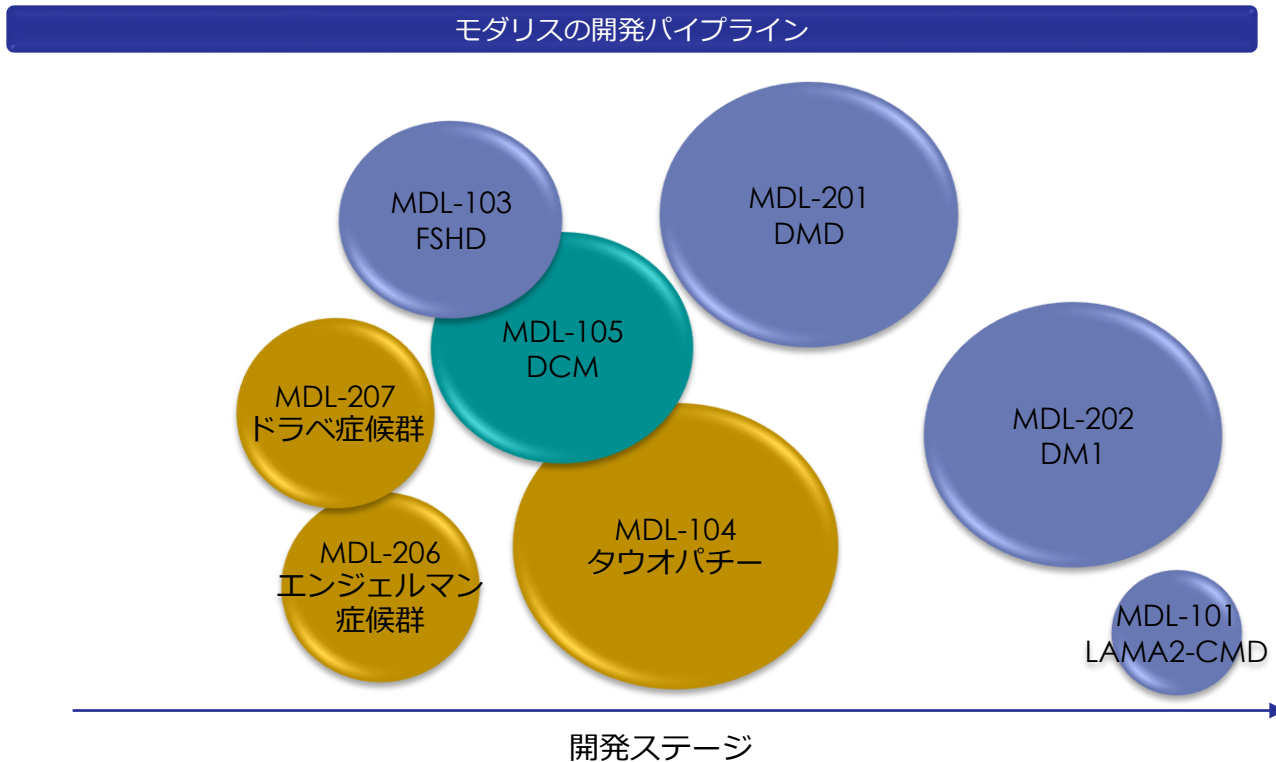 モダリスの開発パイプライン
MDL-103
FSHD
MDL-201
DMD
MDL-105
DCM
MDL-207
ドラベ症候群
MDL-202
DM1
MDL-104
タウオパチー
MDL-206
エンジェルマン
症候群
MDL-101
LAMA2-CMD
開発ステージ